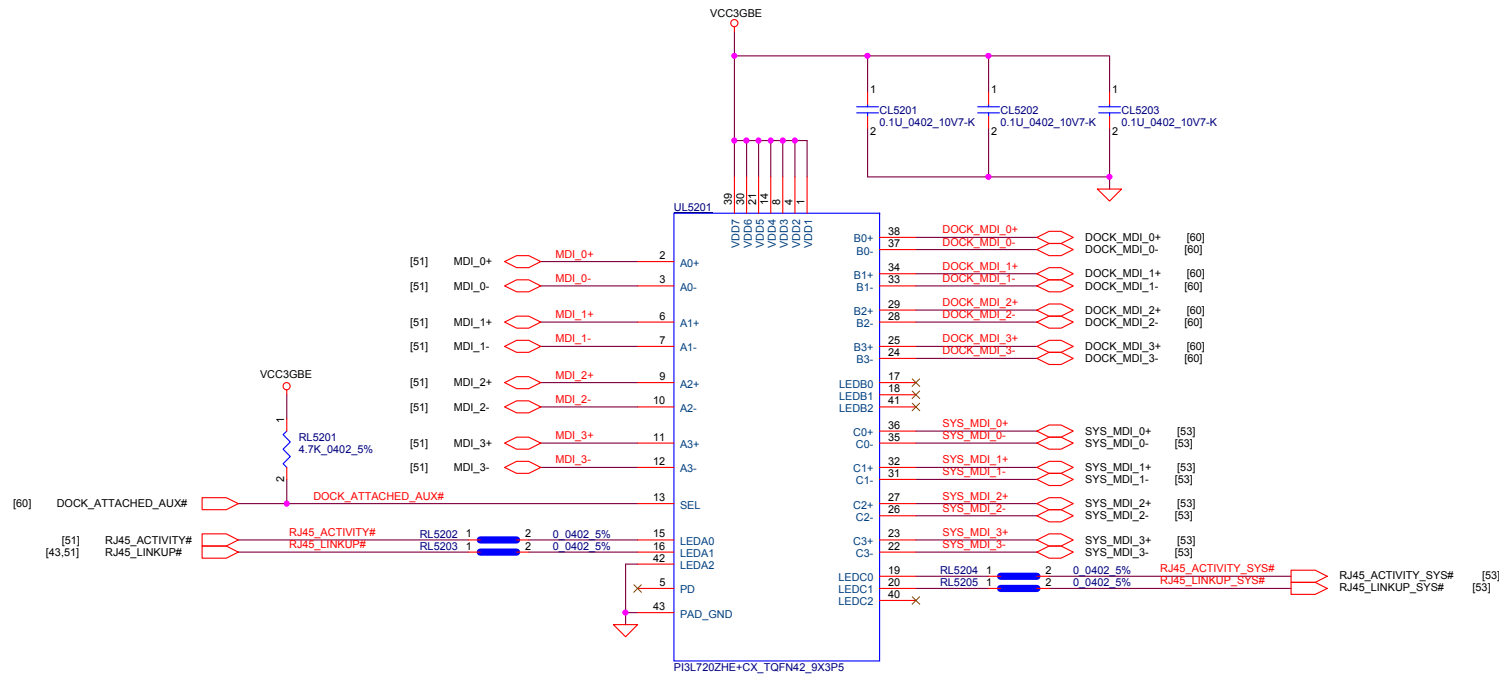 VCC3GBE
1
CL5201
0.1U_0402_10V7-K
2
1
CL5202
0.1U_0402_10V7-K
2
1
CL5203
0.1U_0402_10V7-K
2
39 30 21 14 8 4 1
UL5201
VDD7 VDD6 VDD5 VDD4 VDD3 VDD2 VDD1
[51] MDI_0+ MDI_0+ 2 A0+
[51] MDI_0- MDI_0- 3 A0-
[51] MDI_1+ MDI_1+ 6 A1+
[51] MDI_1- MDI_1- 7 A1-
[51] MDI_2+ MDI_2+ 9 A2+
[51] MDI_2- MDI_2- 10 A2-
[51] MDI_3+ MDI_3+ 11 A3+
[51] MDI_3- MDI_3- 12 A3-
VCC3GBE
1
RL5201
4.7K_0402_5%
2
[60] DOCK_ATTACHED_AUX# DOCK_ATTACHED_AUX# 13 SEL
[51] RJ45_ACTIVITY# RJ45_ACTIVITY# RL5202 1 2 0_0402_5% 15 LEDA0
[43,51] RJ45_LINKUP# RJ45_LINKUP# RL5203 1 2 0_0402_5% 16 LEDA1
42 LEDA2
5 PD
43 PAD_GND
B0+ 38 DOCK_MDI_0+ DOCK_MDI_0+ [60]
B0- 37 DOCK_MDI_0- DOCK_MDI_0- [60]
B1+ 34 DOCK_MDI_1+ DOCK_MDI_1+ [60]
B1- 33 DOCK_MDI_1- DOCK_MDI_1- [60]
B2+ 29 DOCK_MDI_2+ DOCK_MDI_2+ [60]
B2- 28 DOCK_MDI_2- DOCK_MDI_2- [60]
B3+ 25 DOCK_MDI_3+ DOCK_MDI_3+ [60]
B3- 24 DOCK_MDI_3- DOCK_MDI_3- [60]
LEDB0 17
LEDB1 18
LEDB2 41
C0+ 36 SYS_MDI_0+ SYS_MDI_0+ [53]
C0- 35 SYS_MDI_0- SYS_MDI_0- [53]
C1+ 32 SYS_MDI_1+ SYS_MDI_1+ [53]
C1- 31 SYS_MDI_1- SYS_MDI_1- [53]
C2+ 27 SYS_MDI_2+ SYS_MDI_2+ [53]
C2- 26 SYS_MDI_2- SYS_MDI_2- [53]
C3+ 23 SYS_MDI_3+ SYS_MDI_3+ [53]
C3- 22 SYS_MDI_3- SYS_MDI_3- [53]
LEDC0 19 RL5204 1 2 0_0402_5% RJ45_ACTIVITY_SYS# RJ45_ACTIVITY_SYS# [53]
LEDC1 20 RL5205 1 2 0_0402_5% RJ45_LINKUP_SYS# RJ45_LINKUP_SYS# [53]
LEDC2 40
PI3L720ZHE+CX_TQFN42_9X3P5